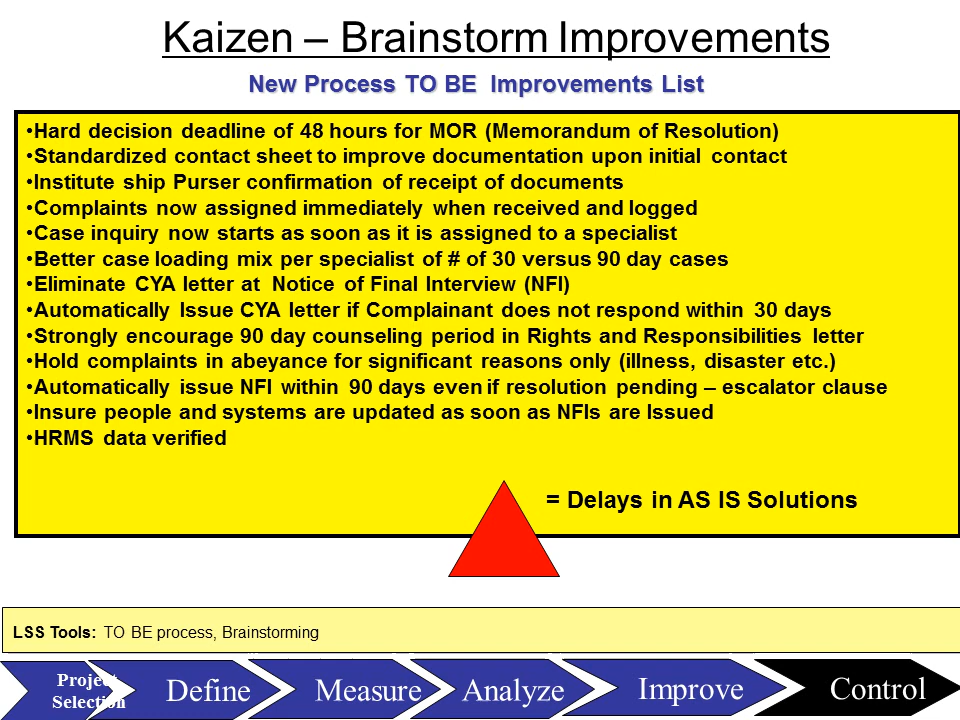 Kaizen – Brainstorm Improvements
New Process TO BE Improvements List
•Hard decision deadline of 48 hours for MOR (Memorandum of Resolution)
•Standardized contact sheet to improve documentation upon initial contact
•Institute ship Purser confirmation of receipt of documents
•Complaints now assigned immediately when received and logged
•Case inquiry now starts as soon as it is assigned to a specialist
•Better case loading mix per specialist of # of 30 versus 90 day cases
•Eliminate CYA letter at Notice of Final Interview (NFI)
•Automatically Issue CYA letter if Complainant does not respond within 30 days
•Strongly encourage 90 day counseling period in Rights and Responsibilities letter
•Hold complaints in abeyance for significant reasons only (illness, disaster etc.)
•Automatically issue NFI within 90 days even if resolution pending – escalator clause
•Insure people and systems are updated as soon as NFIs are Issued
•HRMS data verified
= Delays in AS IS Solutions
LSS Tools: TO BE process, Brainstorming
Project
Selection
Define
Measure
Analyze
Improve
Control